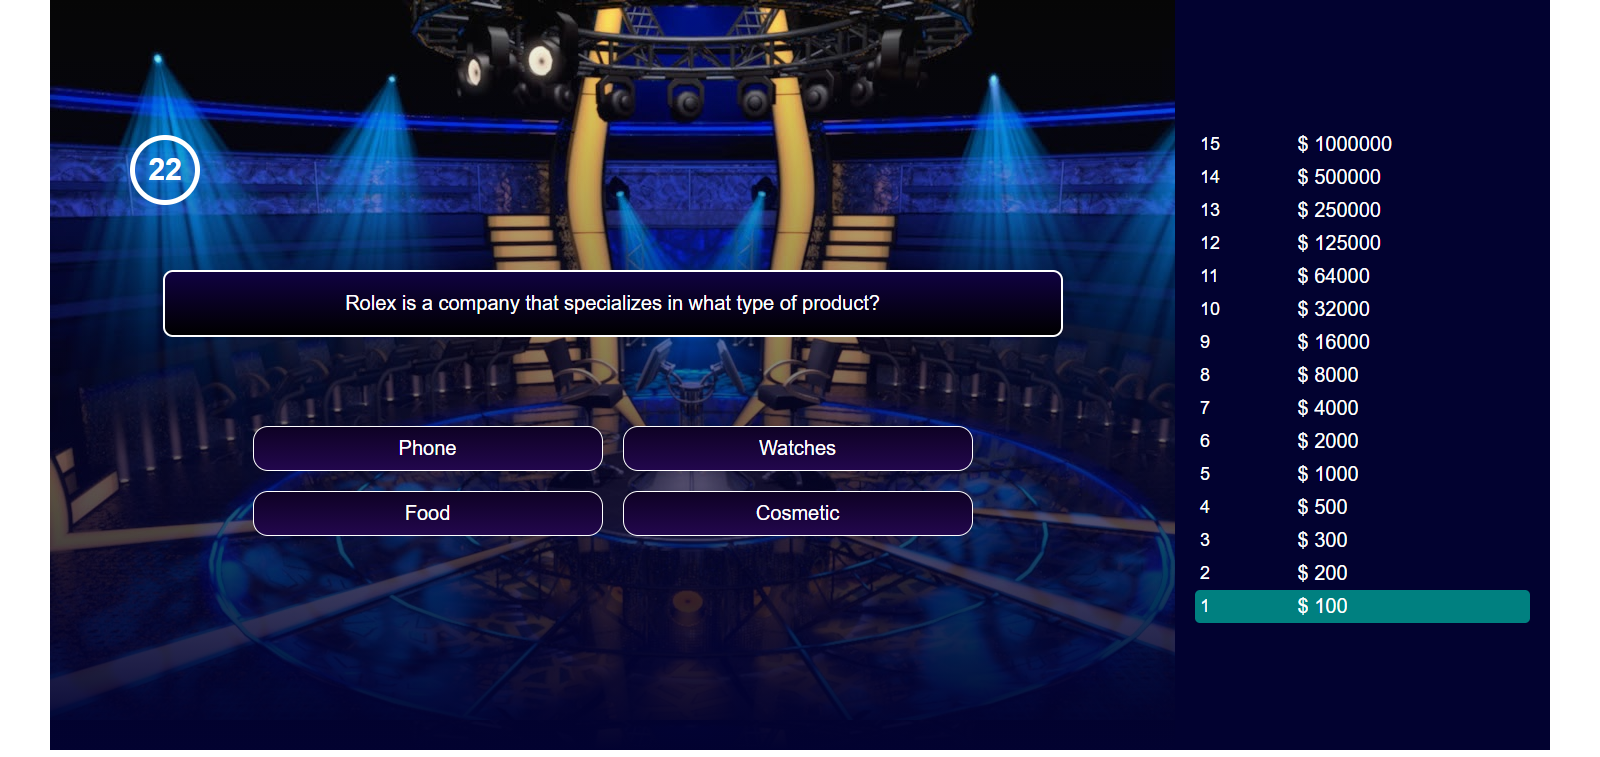 22
Rolex is a company that specializes in what type of product?
Phone
Watches
Food
Cosmetic
15 $ 1000000
14 $ 500000
13 $ 250000
12 $ 125000
11 $ 64000
10 $ 32000
9 $ 16000
8 $ 8000
7 $ 4000
6 $ 2000
5 $ 1000
4 $ 500
3 $ 300
2 $ 200
1 $ 100